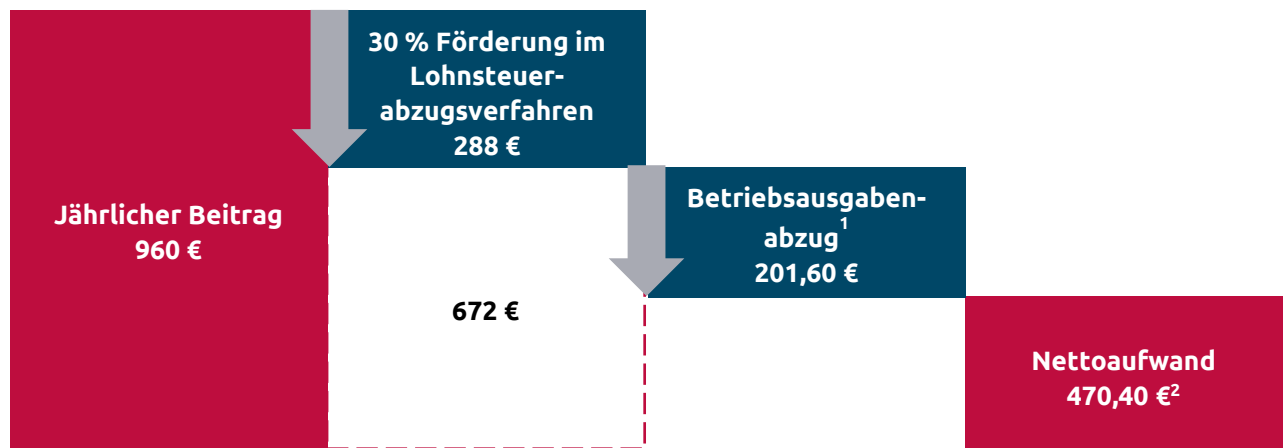 30 % Förderung im
Lohnsteuer-
abzugsverfahren
288 €
Jährlicher Beitrag
960 €
Betriebsausgaben-
abzug¹
201,60 €
672 €
Nettoaufwand
470,40 €²